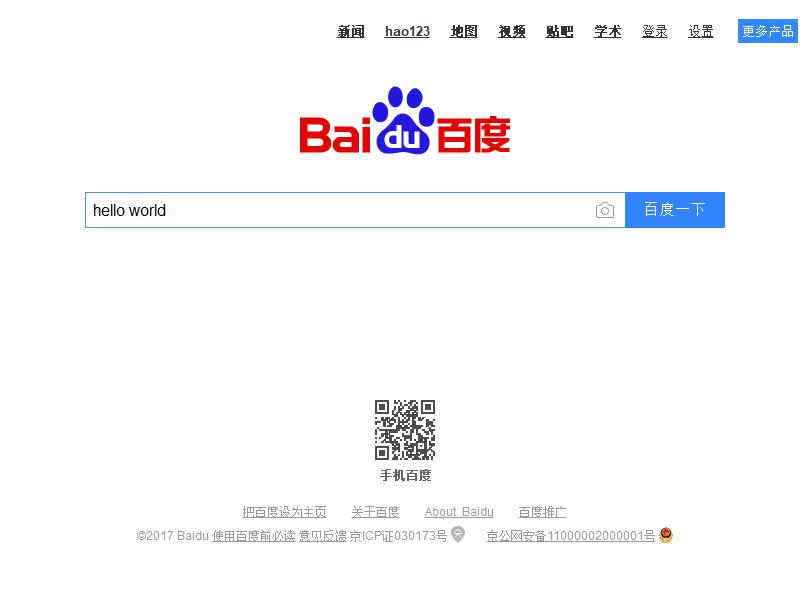 新闻 hao123 地图 视频 贴吧 学术 登录 设置 更多产品
Bai du 百度
hello world 百度一下
手机百度
把百度设为主页 关于百度 About Baidu 百度推广
©2017 Baidu 使用百度前必读 意见反馈 京ICP证030173号 京公网安备11000002000001号